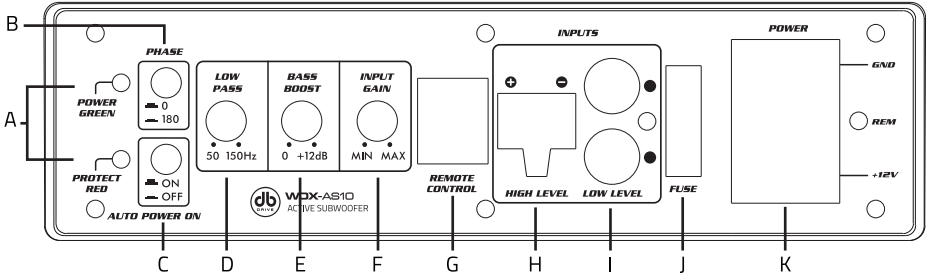 B
PHASE
INPUTS
POWER
A
POWER
GREEN
0
180
LOW
PASS
BASS
BOOST
INPUT
GAIN
50 150Hz
0 +12dB
MIN MAX
GND
REM
+12V
PROTECT
RED
ON
OFF
AUTO POWER ON
db
DRIVE
WDX-AS10
ACTIVE SUBWOOFER
REMOTE
CONTROL
HIGH LEVEL
LOW LEVEL
FUSE
C D E F G H I J K